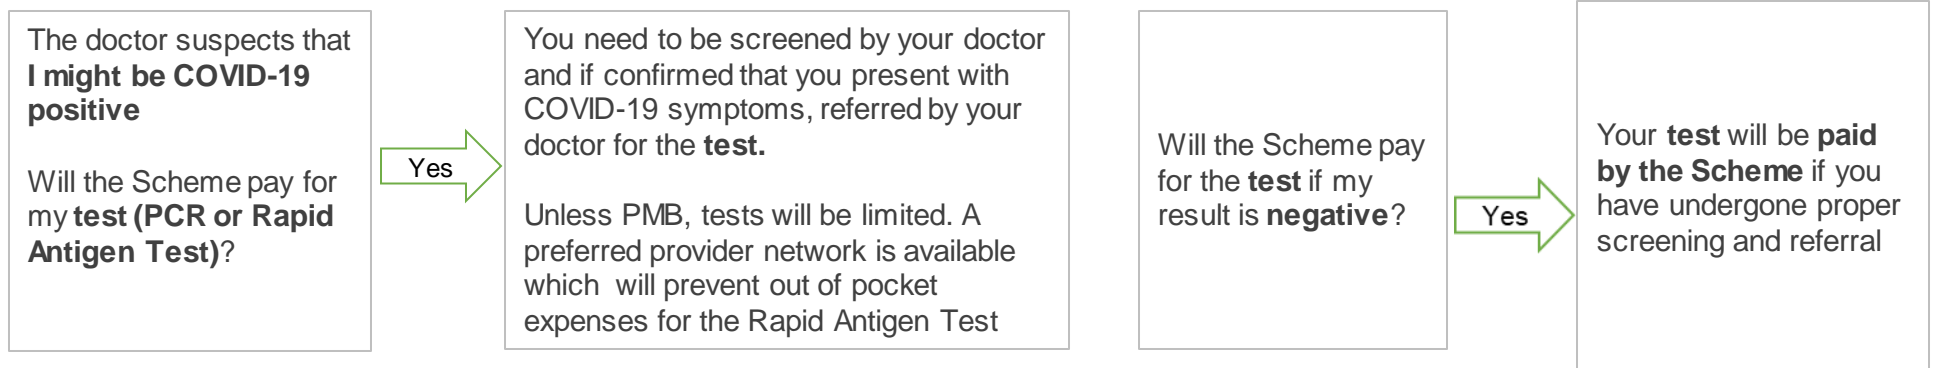 The doctor suspects that
I might be COVID-19
positive
Will the Scheme pay for
my test (PCR or Rapid
Antigen Test)?
Yes
You need to be screened by your doctor
and if confirmed that you present with
COVID-19 symptoms, referred by your
doctor for the test.
Unless PMB, tests will be limited. A
preferred provider network is available
which will prevent out of pocket
expenses for the Rapid Antigen Test
Will the Scheme pay
for the test if my
result is negative?
Yes
Your test will be paid
by the Scheme if you
have undergone proper
screening and referral